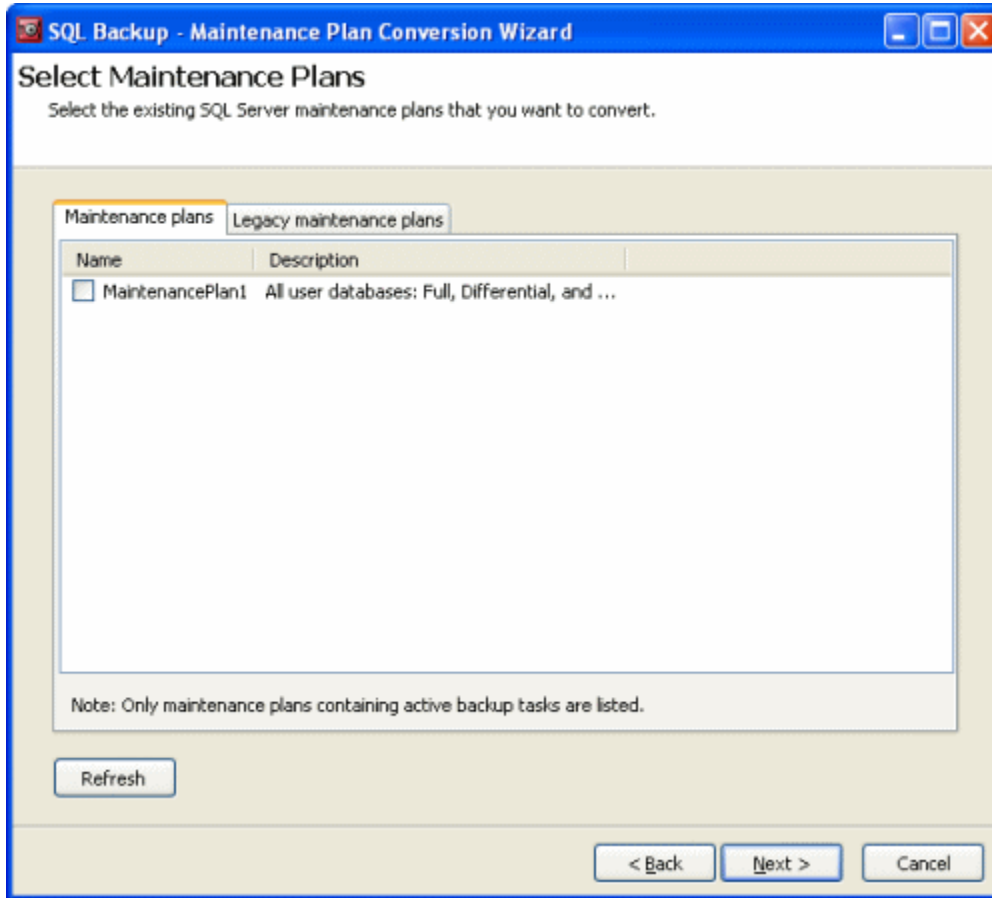 SQL Backup - Maintenance Plan Conversion Wizard
Select Maintenance Plans
Select the existing SQL Server maintenance plans that you want to convert.
Maintenance plans Legacy maintenance plans
Name Description
MaintenancePlan1 All user databases: Full, Differential, and ...
Note: Only maintenance plans containing active backup tasks are listed.
Refresh
< Back Next > Cancel